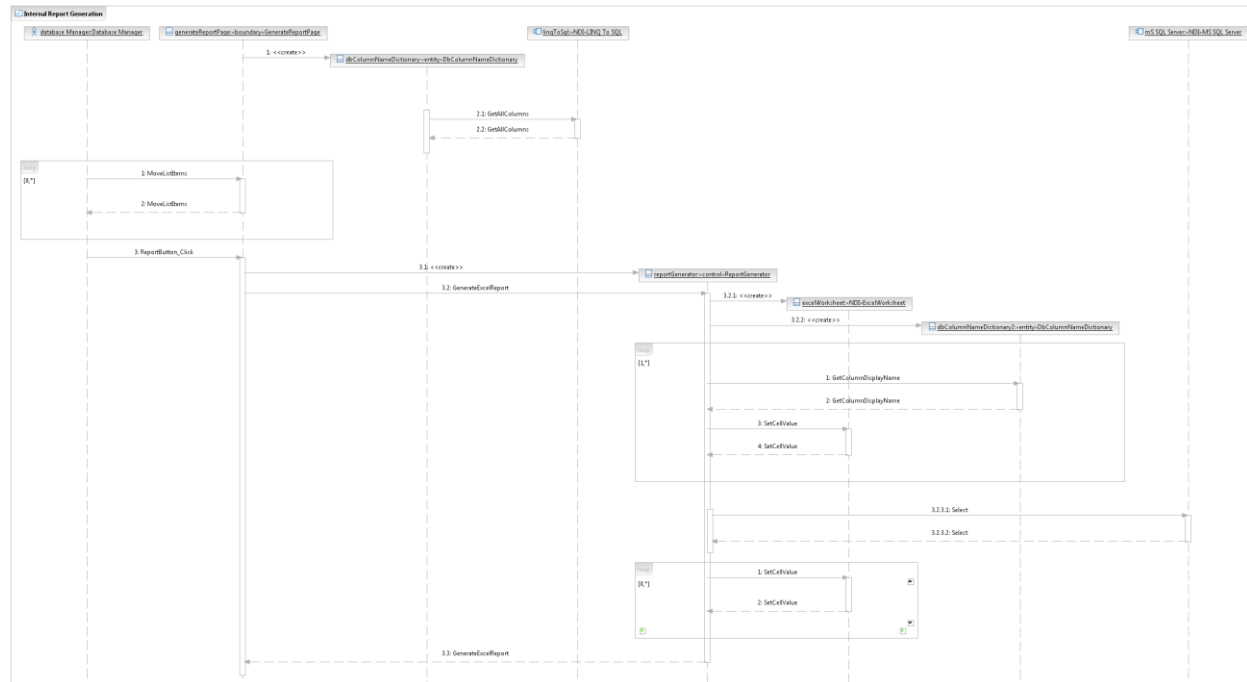 Internal Report Generation
database Manager:Database Manager
generateReportPage:«boundary»GenerateReportPage
linqToSql:«NDI»LINQ To SQL
mS SQL Server:«NDI»MS SQL Server
1: <<create>>
dbColumnNameDictionary:«entity»DbColumnNameDictionary
2.1: GetAllColumns
2.2: GetAllColumns
loop
[0,*]
1: MoveListItems
2: MoveListItems
3: ReportButton_Click
3.1: <<create>>
reportGenerator:«control»ReportGenerator
3.2: GenerateExcelReport
3.2.1: <<create>>
excelWorksheet:«NDI»ExcelWorksheet
3.2.2: <<create>>
dbColumnNameDictionary2:«entity»DbColumnNameDictionary
loop
[1,*]
1: GetColumnDisplayName
2: GetColumnDisplayName
3: SetCellValue
4: SetCellValue
3.2.3.1: Select
3.2.3.2: Select
loop
[0,*]
1: SetCellValue
2: SetCellValue
3.3: GenerateExcelReport